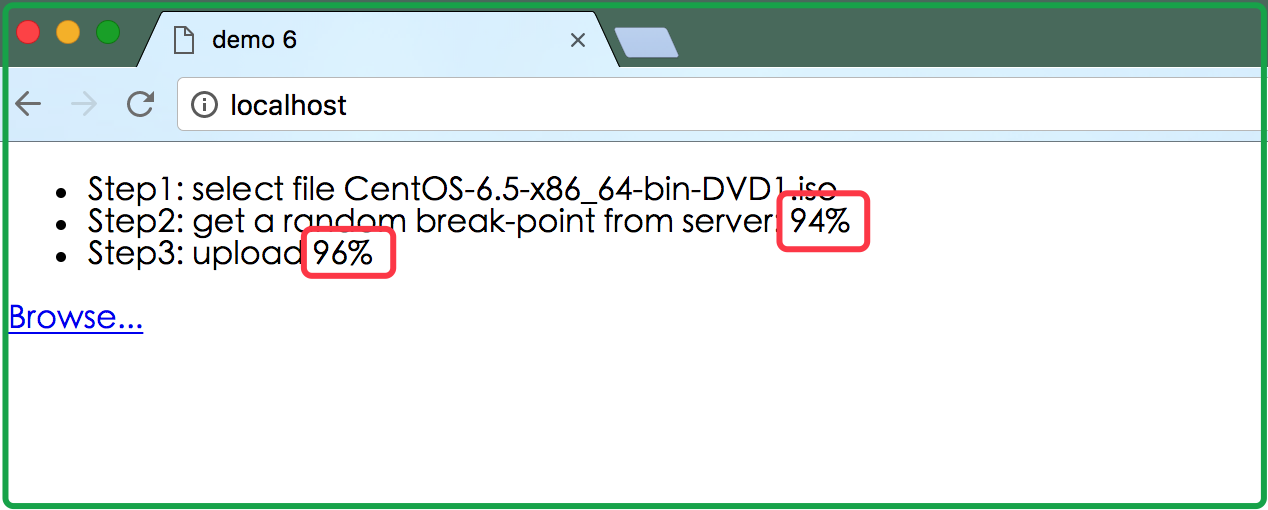 demo 6
localhost
Step1: select file CentOS-6.5-x86_64-bin-DVD1.iso
Step2: get a random break-point from server: 94%
Step3: upload 96%
Browse...